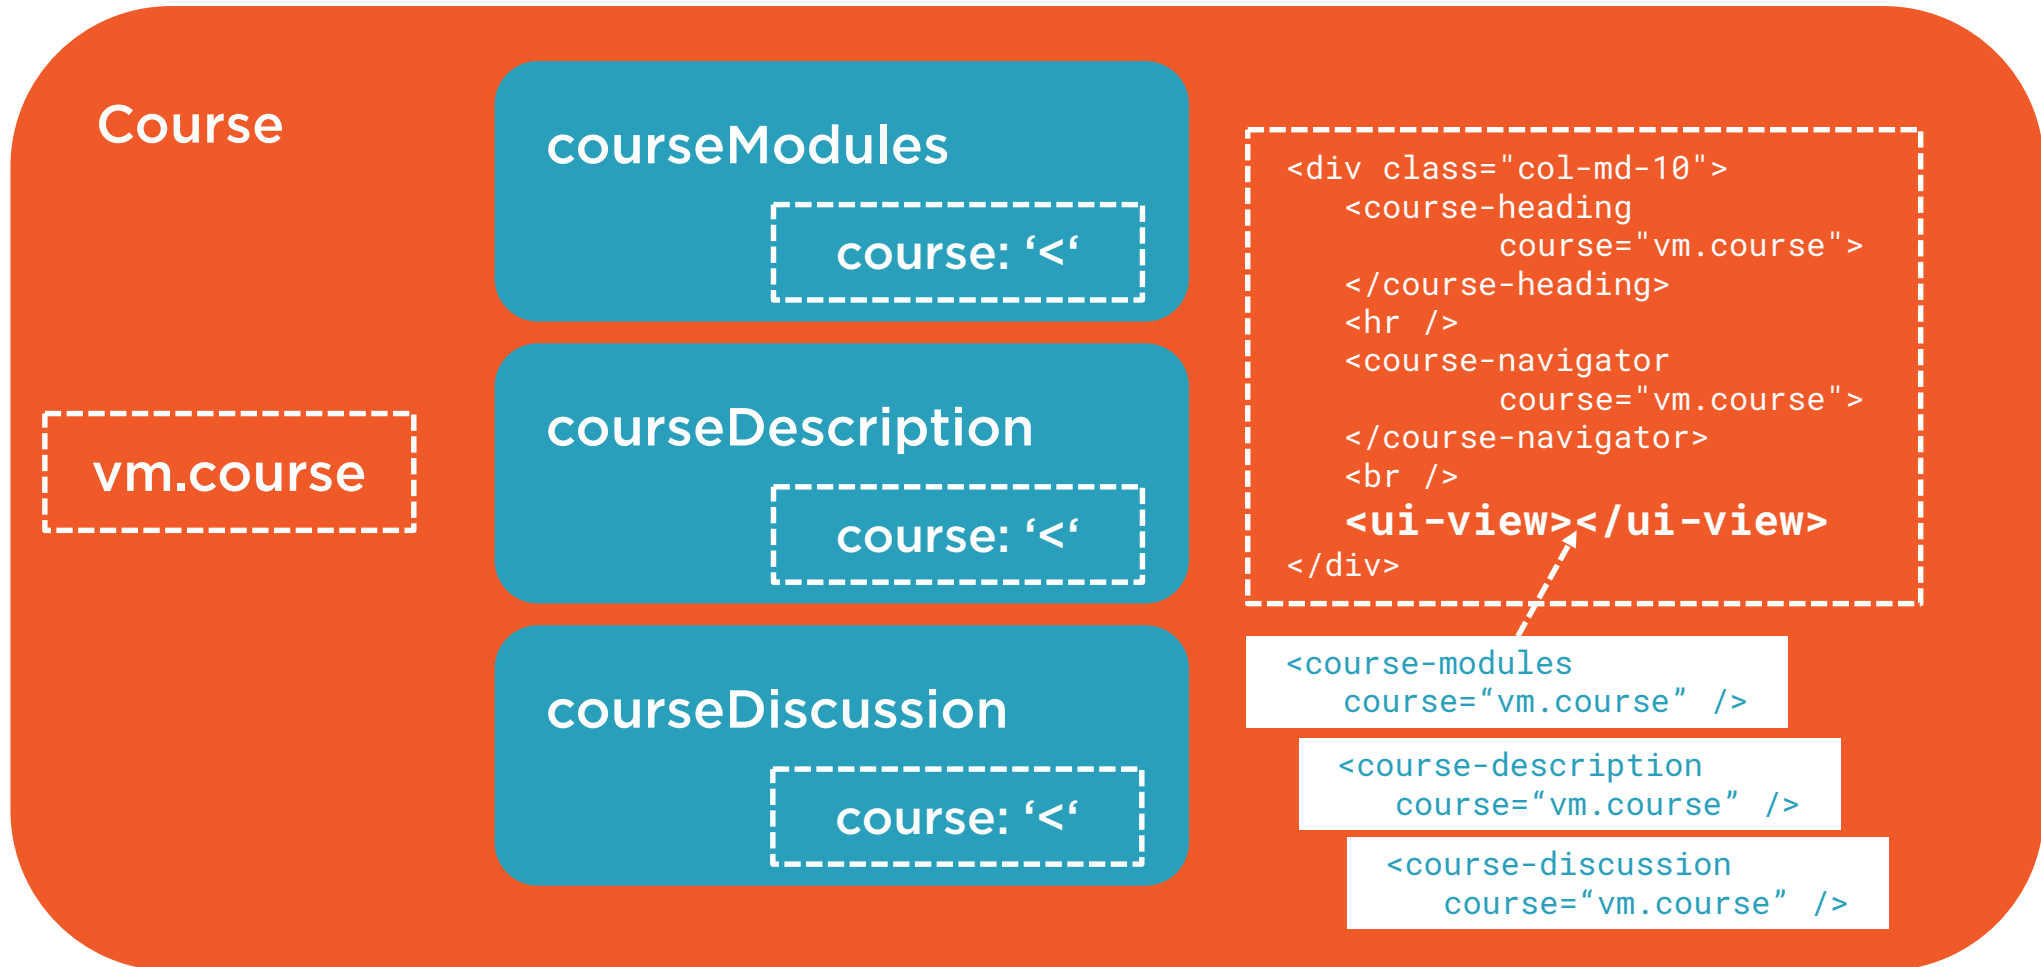 Course
vm.course
courseModules
course: ‘<‘
courseDescription
course: ‘<‘
courseDiscussion
course: ‘<‘
<div class="col-md-10">
<course-heading
course="vm.course">
</course-heading>
<hr />
<course-navigator
course="vm.course">
</course-navigator>
<br />
<ui-view></ui-view>
</div>
<course-modules
course=“vm.course” />
<course-description
course=“vm.course” />
<course-discussion
course=“vm.course” />